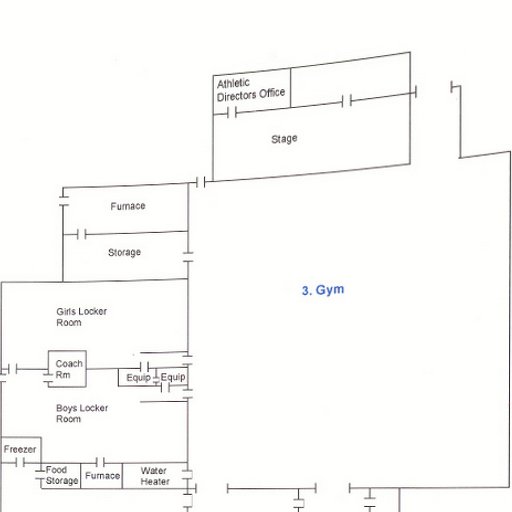 Athletic
Directors Office
Stage
Furnace
Storage
3. Gym
Girls Locker
Room
Coach
Rm
Equip
Equip
Boys Locker
Room
Freezer
Food
Storage
Furnace
Water
Heater